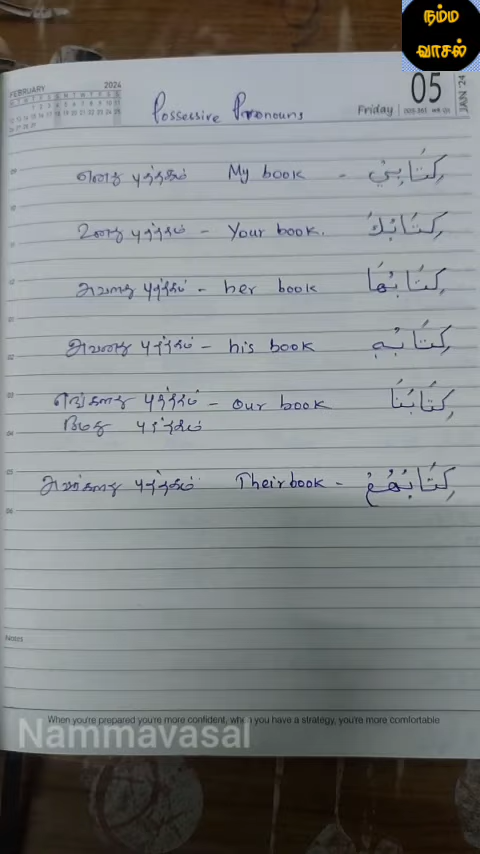 நம்ம
வாசல்
FEBRUARY 2024
05
JAN '24
Friday
Possessive Pronouns
எனது புத்தகம் My book - كِتَابِيْ
உனது புத்தகம் - Your book. كِتَابُكَ
அவளது புத்தகம் - her book كِتَابُهَا
அவனது புத்தகம் - his book كِتَابُهٗ
எங்களது புத்தகம் - our book كِتَابُنَا
நமது புத்தகம்
அவர்களது புத்தகம் Their book - كِتَابُهُمْ
Notes
When you're prepared you're more confident, when you have a strategy, you're more comfortable
Nammavasal